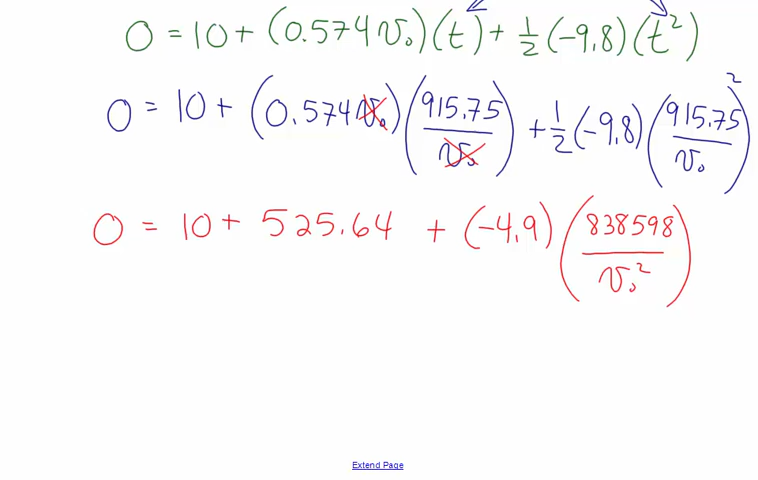 0 = 10 + (0.574 v₀)(t) + 1/2 (-9.8)(t²)
0 = 10 + (0.574 v₀)(915.75/v₀) + 1/2 (-9.8)(915.75/v₀)²
0 = 10 + 525.64 + (-4.9)(838598/v₀²)
Extend Page